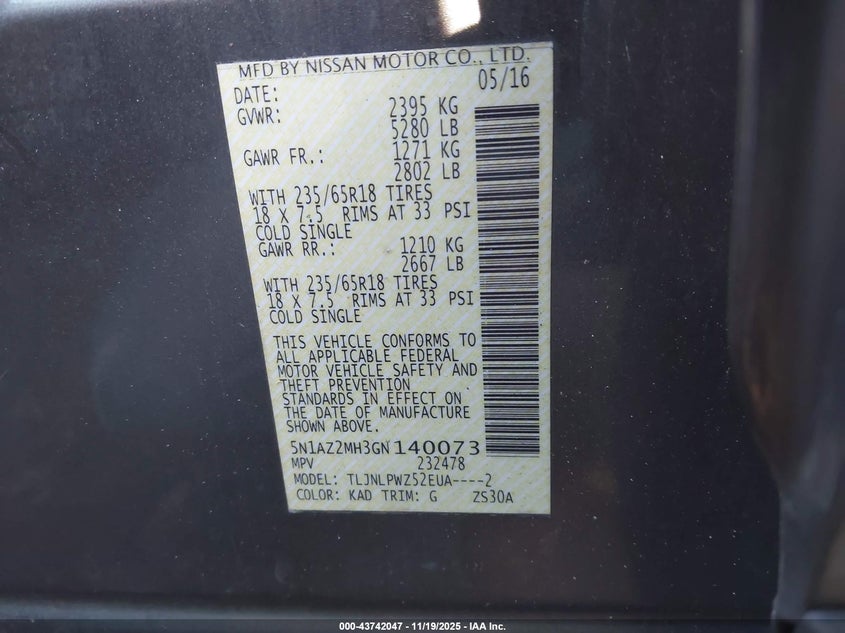 MFD BY NISSAN MOTOR CO., LTD.
DATE: 05/16
GVWR: 2395 KG
5280 LB
GAWR FR.: 1271 KG
2802 LB
WITH 235/65R18 TIRES
18 X 7.5 RIMS AT 33 PSI
COLD SINGLE
GAWR RR.: 1210 KG
2667 LB
WITH 235/65R18 TIRES
18 X 7.5 RIMS AT 33 PSI
COLD SINGLE
THIS VEHICLE CONFORMS TO
ALL APPLICABLE FEDERAL
MOTOR VEHICLE SAFETY AND
THEFT PREVENTION
STANDARDS IN EFFECT ON
THE DATE OF MANUFACTURE
SHOWN ABOVE.
5N1AZ2MH3GN140073
MPV 232478
MODEL: TLJNLPWZ52EUA----2
COLOR: KAD TRIM: G ZS30A
000-43742047 - 11/19/2025 - IAA Inc.